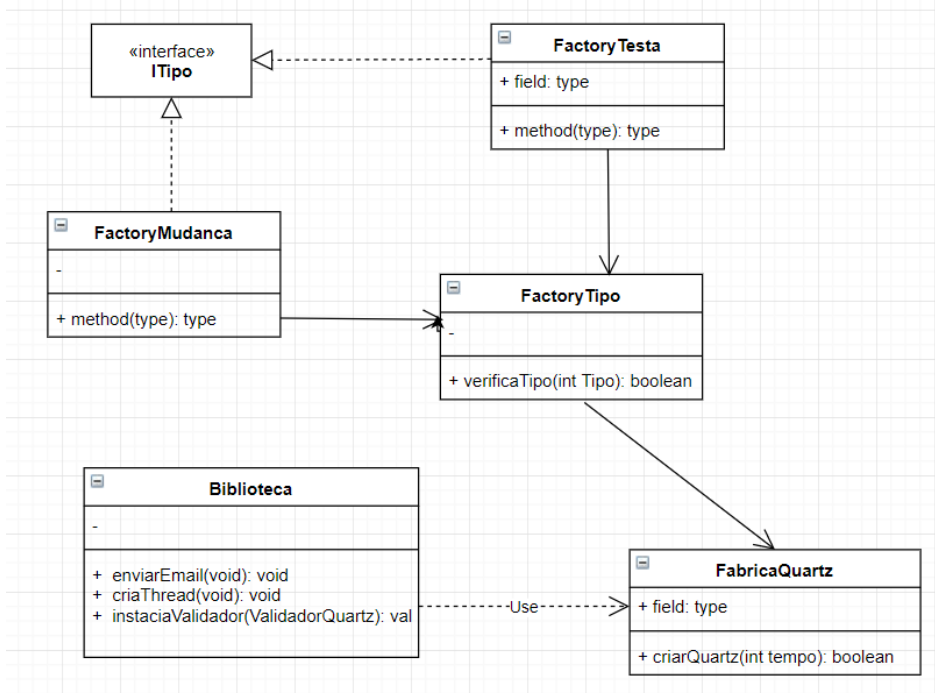 «interface»
ITipo
FactoryTesta
+ field: type
+ method(type): type
FactoryMudanca
-
+ method(type): type
FactoryTipo
-
+ verificaTipo(int Tipo): boolean
Biblioteca
-
+ enviarEmail(void): void
+ criaThread(void): void
+ instaciaValidador(ValidadorQuartz): val
Use
FabricaQuartz
+ field: type
+ criarQuartz(int tempo): boolean